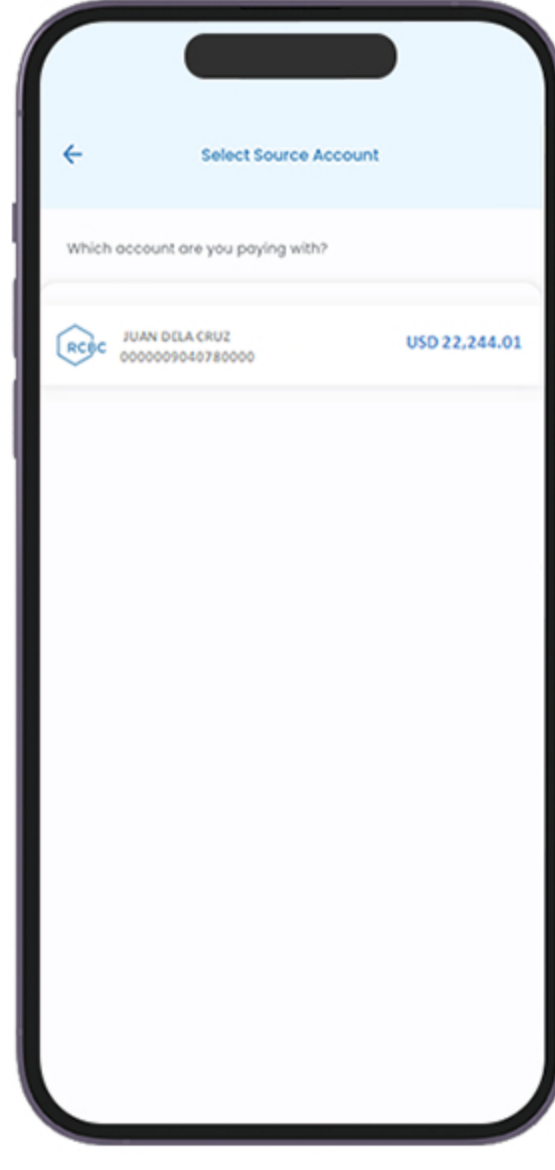 Select Source Account
Which account are you paying with?
RCBC
JUAN DELA CRUZ
0000009040780000
USD 22,244.01